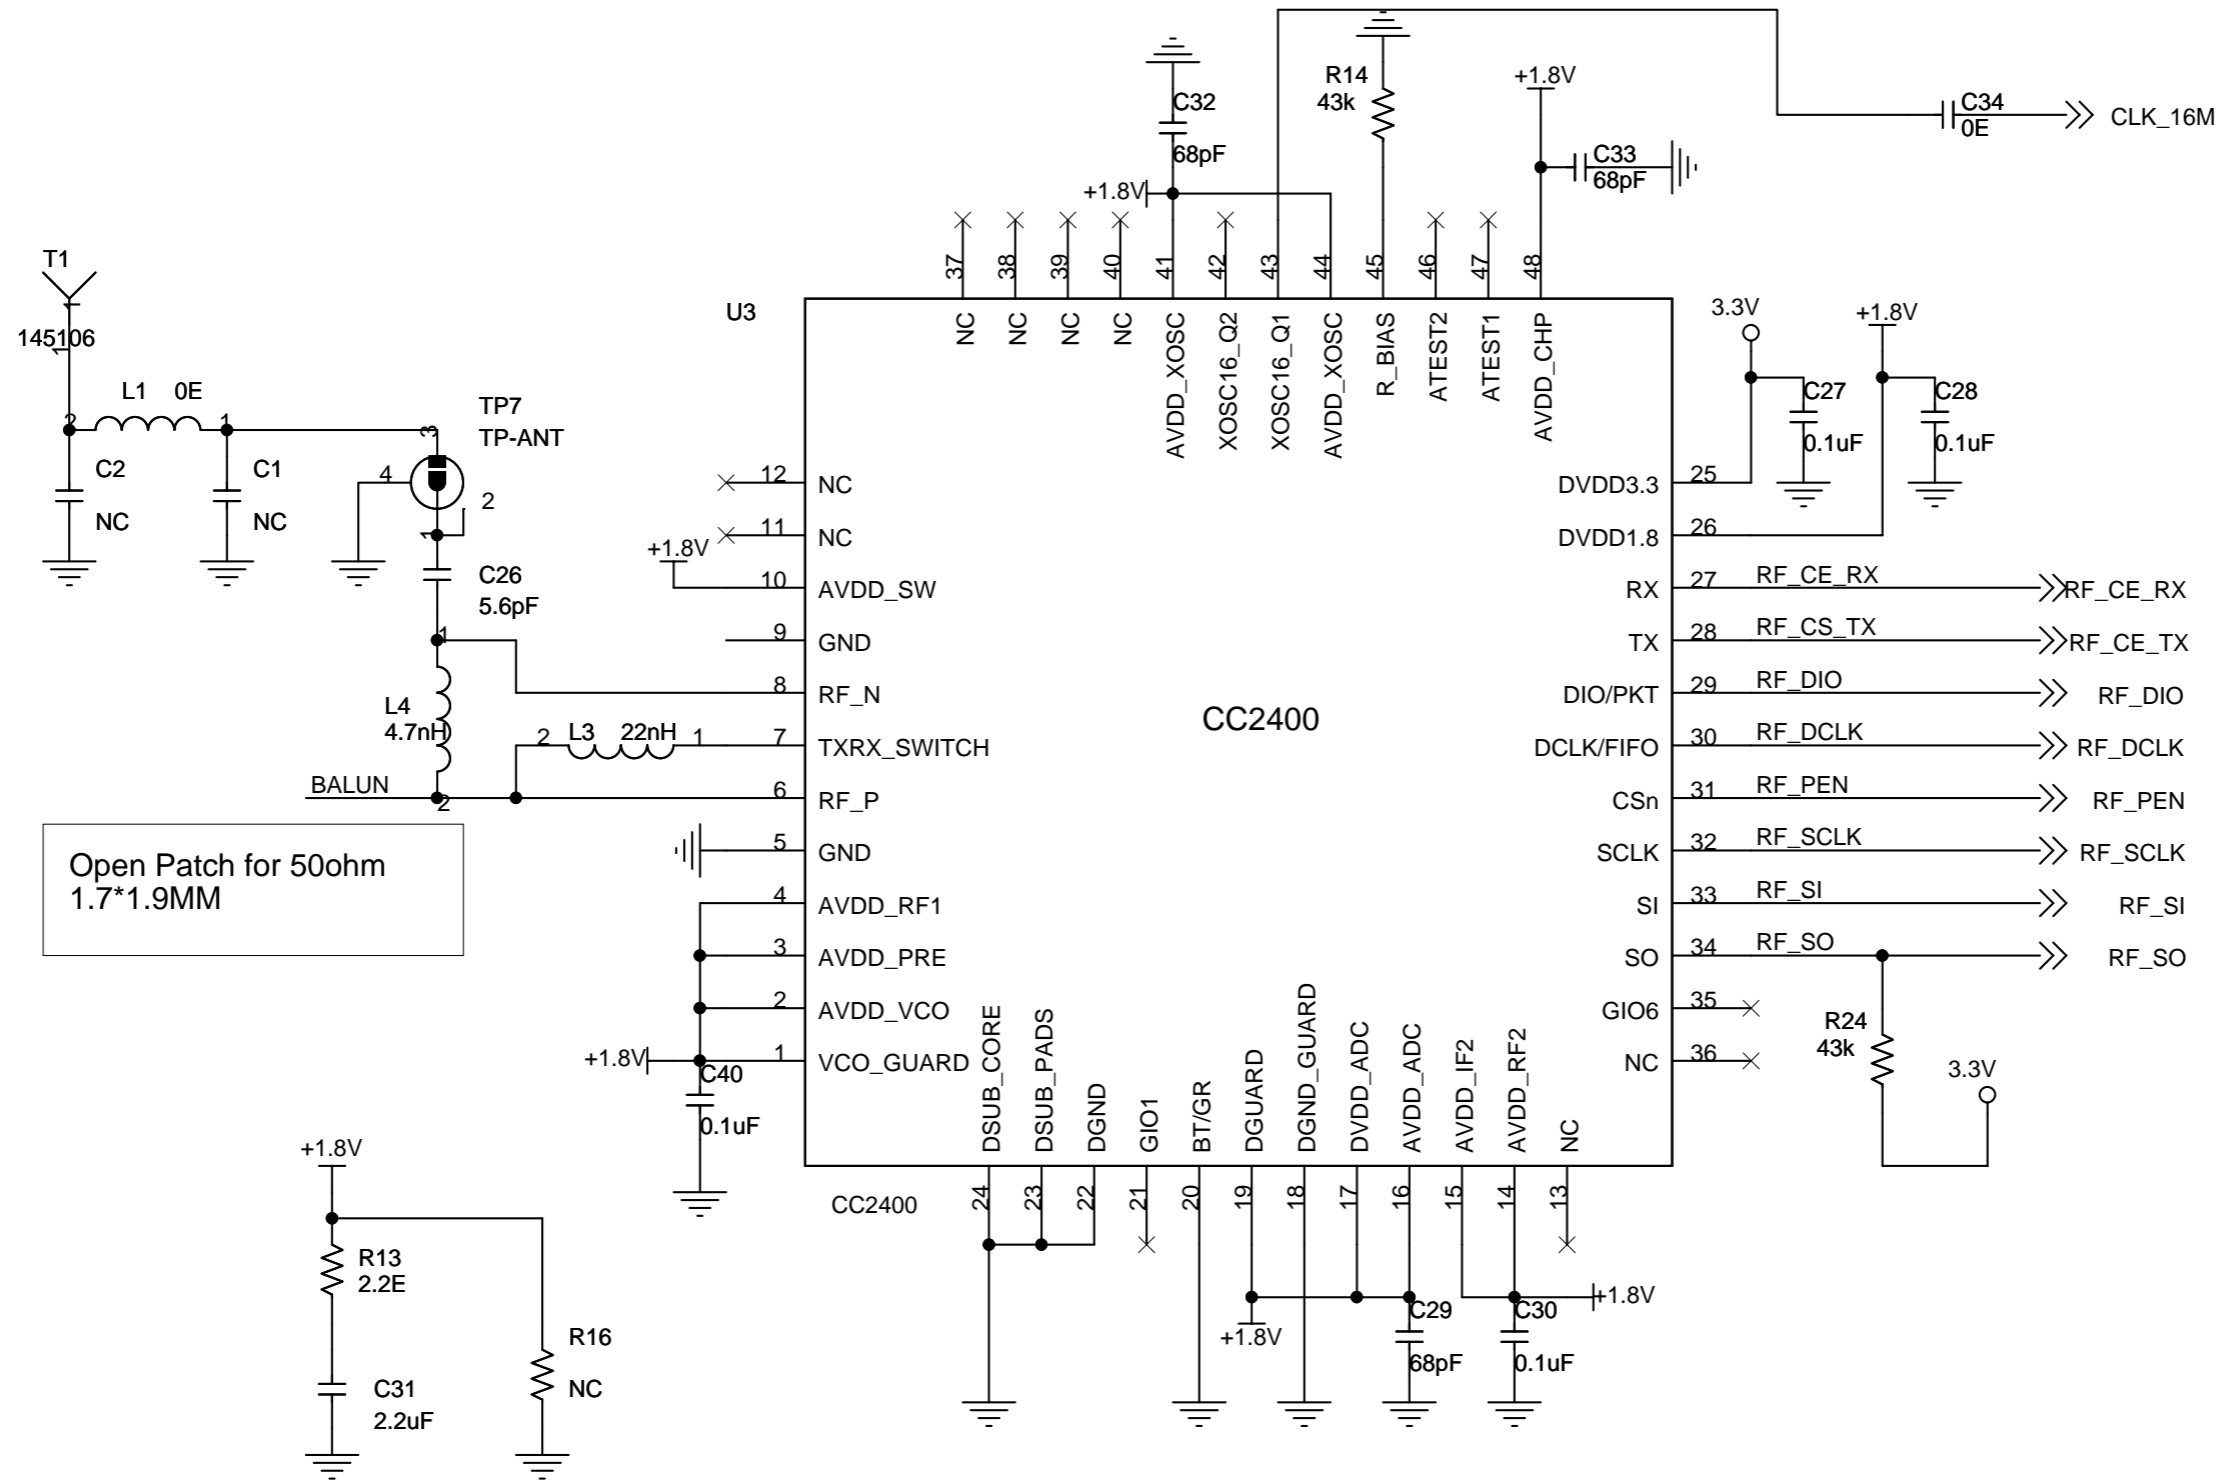 C34
0E
CLK_16M
R14
43k
+1.8V
C32
68pF
C33
68pF
+1.8V
37
38
39
40
41
42
43
44
45
46
47
48
NC
NC
NC
NC
AVDD_XOSC
XOSC16_Q2
XOSC16_Q1
AVDD_XOSC
R_BIAS
ATEST2
ATEST1
AVDD_CHP
T1
1
145106
1
L1 0E
2
1
C2
NC
C1
NC
TP7
TP-ANT
3
4
2
1
C26
5.6pF
1
L4
4.7nH
2
L3
22nH
1
BALUN
2
Open Patch for 50ohm
1.7*1.9MM
U3
12 NC
11 NC
+1.8V
10 AVDD_SW
9 GND
8 RF_N
7 TXRX_SWITCH
6 RF_P
5 GND
4 AVDD_RF1
3 AVDD_PRE
2 AVDD_VCO
+1.8V
1 VCO_GUARD
C40
0.1uF
CC2400
CC2400
3.3V
C27
0.1uF
+1.8V
C28
0.1uF
DVDD3.3 25
DVDD1.8 26
RX 27 RF_CE_RX RF_CE_RX
TX 28 RF_CS_TX RF_CE_TX
DIO/PKT 29 RF_DIO RF_DIO
DCLK/FIFO 30 RF_DCLK RF_DCLK
CSn 31 RF_PEN RF_PEN
SCLK 32 RF_SCLK RF_SCLK
SI 33 RF_SI RF_SI
SO 34 RF_SO RF_SO
GIO6 35
NC 36
R24
43k
3.3V
DSUB_CORE
DSUB_PADS
DGND
GIO1
BT/GR
DGUARD
DGND_GUARD
DVDD_ADC
AVDD_ADC
AVDD_IF2
AVDD_RF2
NC
24
23
22
21
20
19
18
17
16
15
14
13
+1.8V
C29
68pF
C30
0.1uF
+1.8V
+1.8V
R13
2.2E
C31
2.2uF
R16
NC